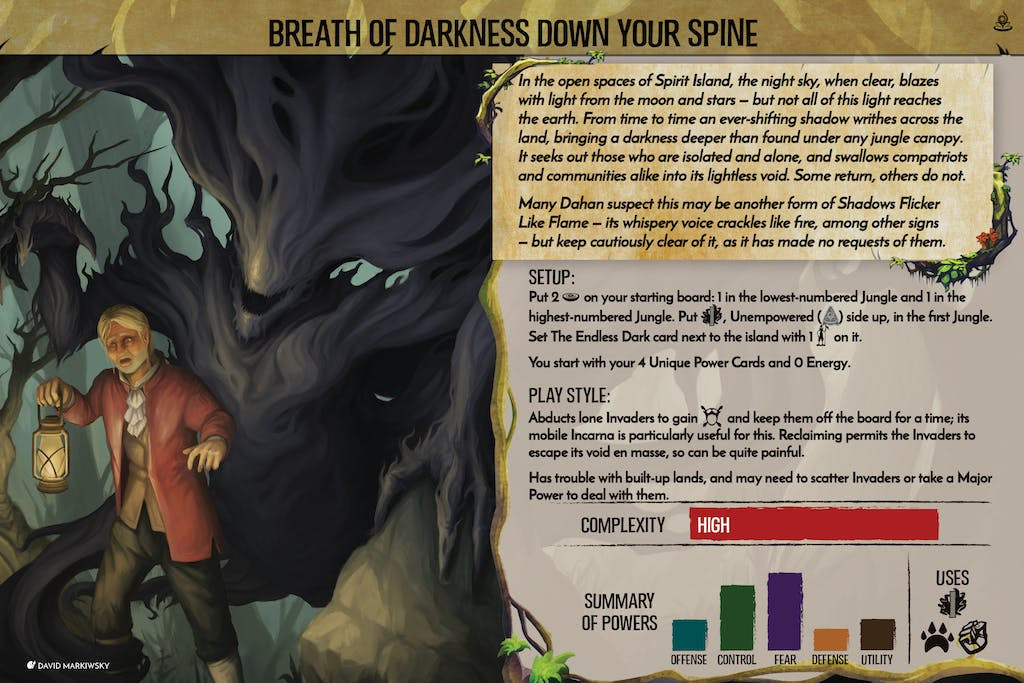 BREATH OF DARKNESS DOWN YOUR SPINE
In the open spaces of Spirit Island, the night sky, when clear, blazes
with light from the moon and stars – but not all of this light reaches
the earth. From time to time an ever-shifting shadow writhes across the
land, bringing a darkness deeper than found under any jungle canopy.
It seeks out those who are isolated and alone, and swallows compatriots
and communities alike into its lightless void. Some return, others do not.
Many Dahan suspect this may be another form of Shadows Flicker
Like Flame – its whispery voice crackles like fire, among other signs
– but keep cautiously clear of it, as it has made no requests of them.
SETUP:
Put 2 on your starting board: 1 in the lowest-numbered Jungle and 1 in the
highest-numbered Jungle. Put , Unempowered ( ) side up, in the first Jungle.
Set The Endless Dark card next to the island with 1 on it.
You start with your 4 Unique Power Cards and 0 Energy.
PLAY STYLE:
Abducts lone Invaders to gain and keep them off the board for a time; its
mobile Incarna is particularly useful for this. Reclaiming permits the Invaders to
escape its void en masse, so can be quite painful.
Has trouble with built-up lands, and may need to scatter Invaders or take a Major
Power to deal with them.
COMPLEXITY HIGH
SUMMARY
OF POWERS
OFFENSE CONTROL FEAR DEFENSE UTILITY
USES
DAVID MARKIWSKY